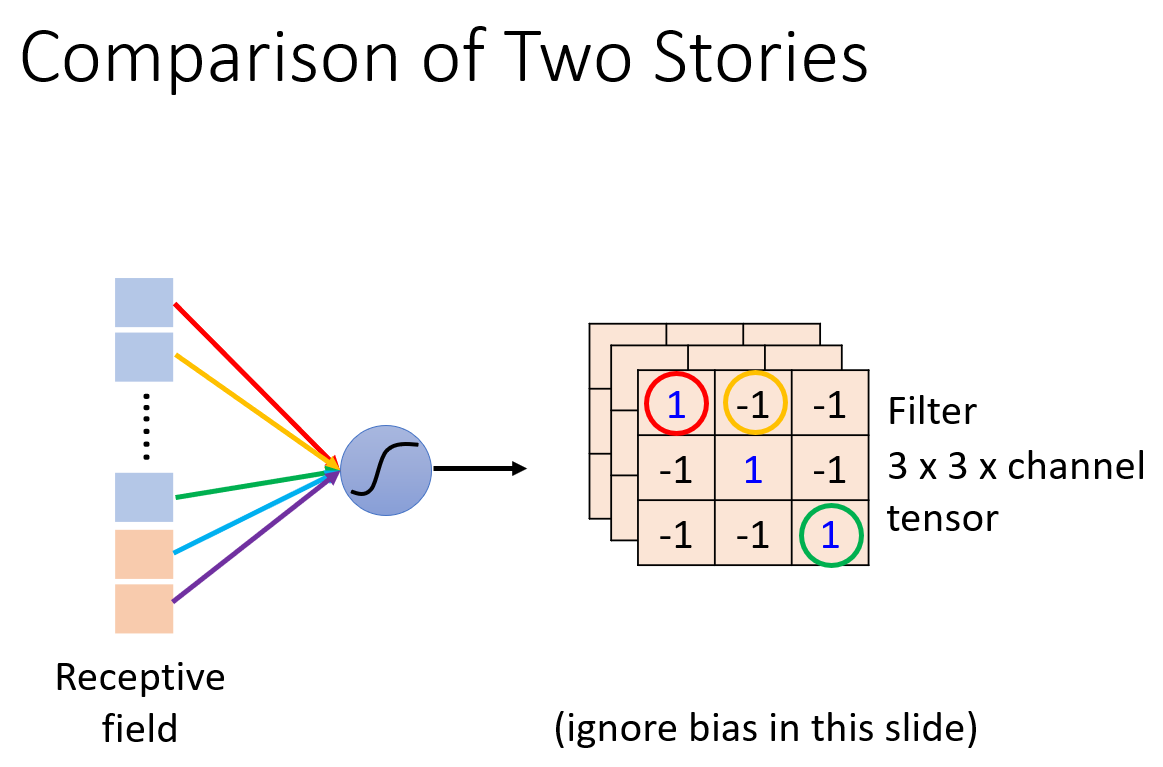 Comparison of Two Stories
1 -1 -1
-1 1 -1
-1 -1 1
Filter
3 x 3 x channel
tensor
Receptive
field
(ignore bias in this slide)